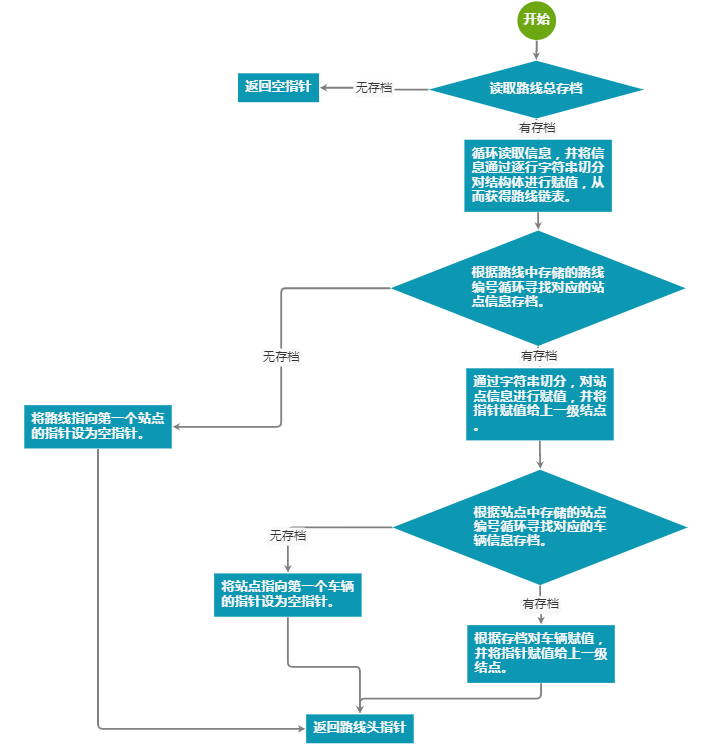 开始
读取路线总存档
无存档
返回空指针
有存档
循环读取信息，并将信
息通过逐行字符串切分
对结构体进行赋值，从
而获得路线链表。
根据路线中存储的路线
编号循环寻找对应的站
点信息存档。
无存档
有存档
通过字符串切分，对站
点信息进行赋值，并将
指针赋值给上一级结点
。
将路线指向第一个站点
的指针设为空指针。
根据站点中存储的站点
编号循环寻找对应的车
辆信息存档。
无存档
将站点指向第一个车辆
的指针设为空指针。
有存档
根据存档对车辆赋值，
并将指针赋值给上一级
结点。
返回路线头指针